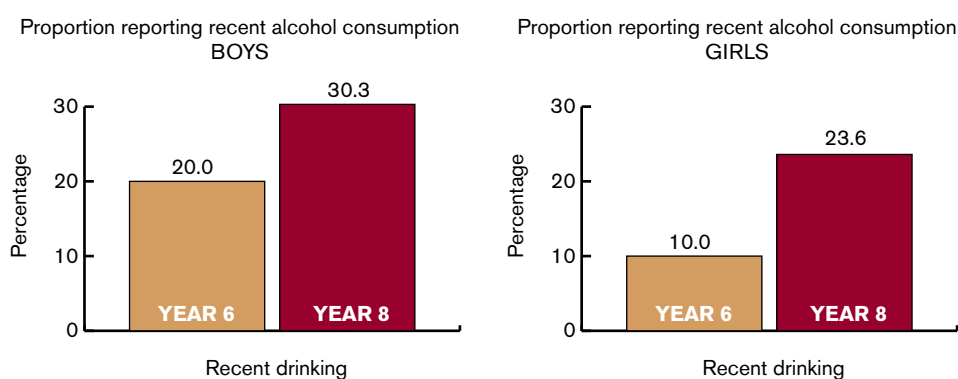 Proportion reporting recent alcohol consumption
BOYS
30.3
30
20.0
20
Percentage
10
YEAR 6
YEAR 8
0
Recent drinking
Proportion reporting recent alcohol consumption
GIRLS
30
23.6
20
Percentage
10.0
10
YEAR 6
YEAR 8
0
Recent drinking